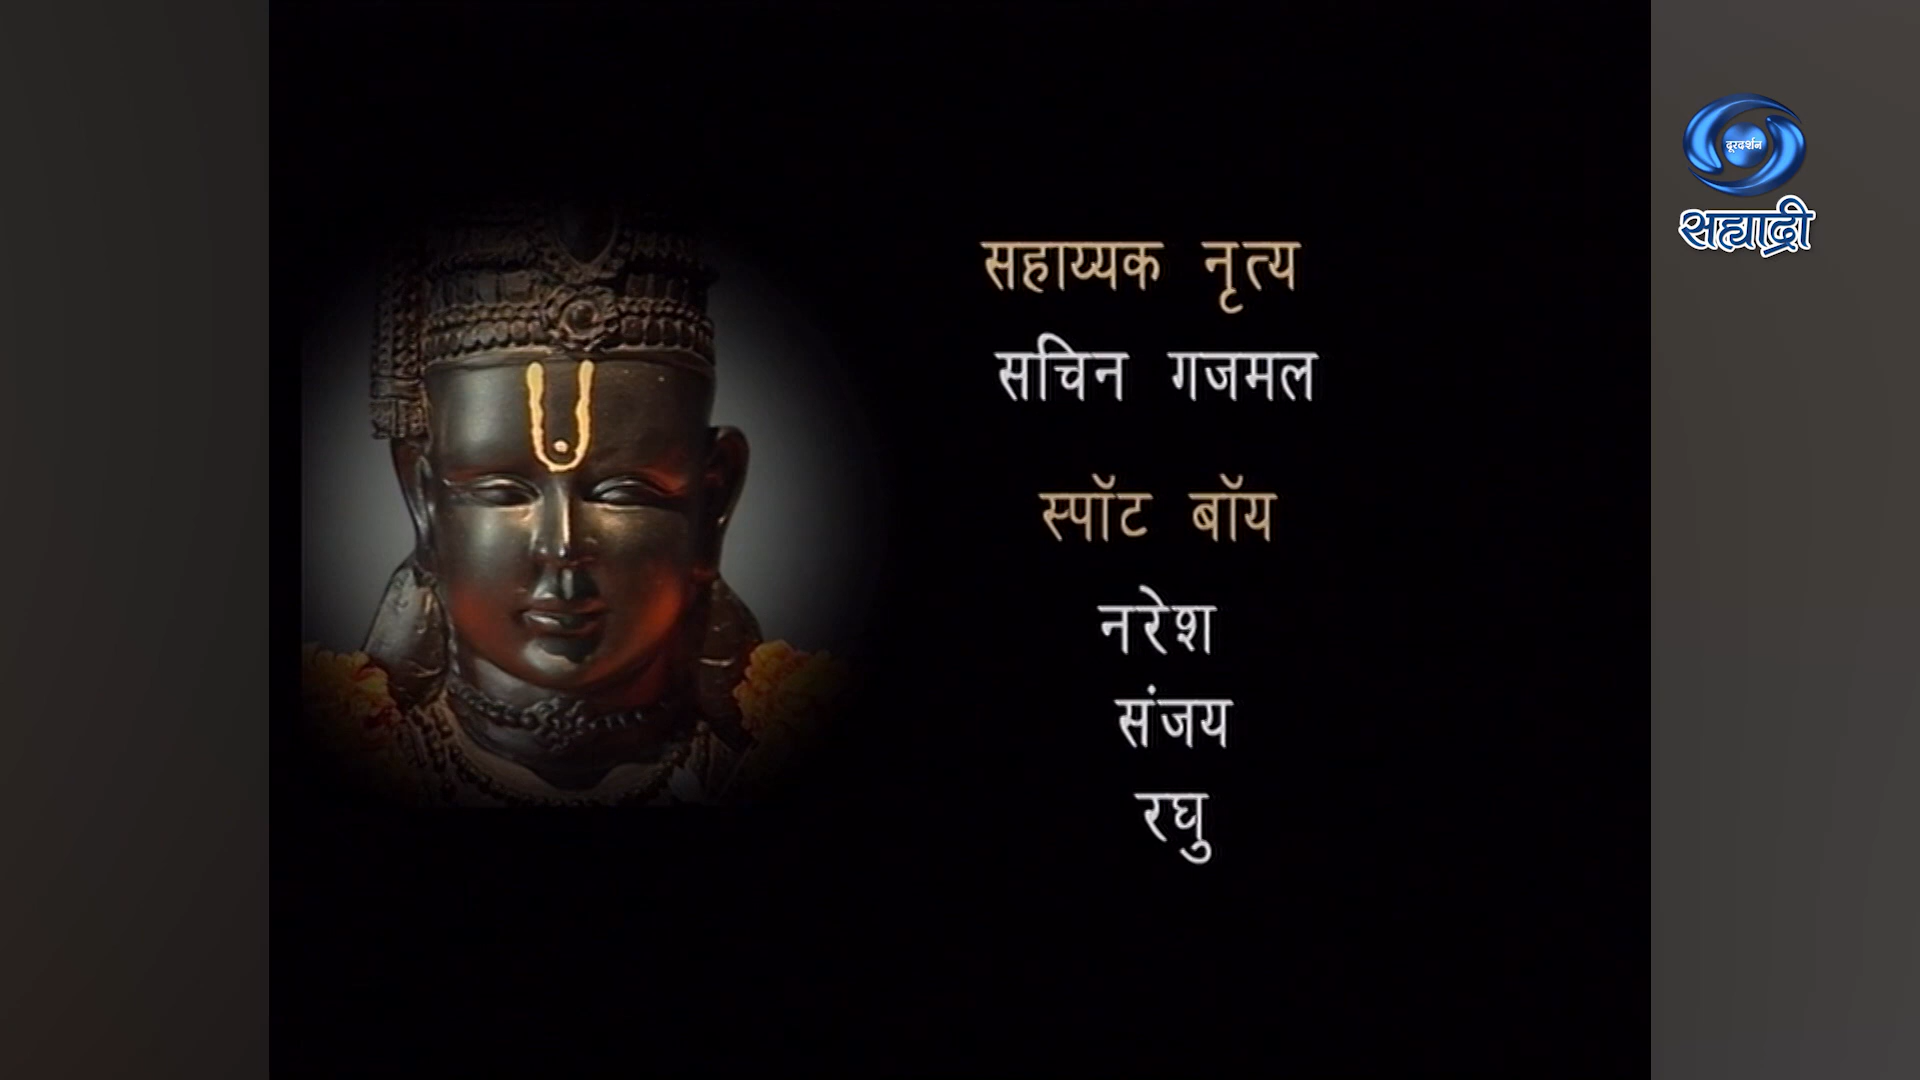 सहाय्यक नृत्य
सचिन गजमल
स्पॉट बॉय
नरेश
संजय
रघु
दूरदर्शन
सह्याद्री